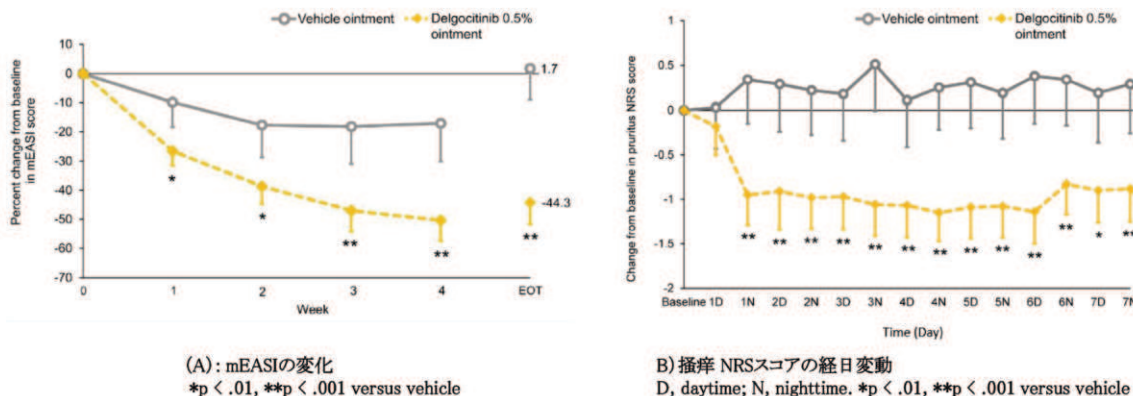 Vehicle ointment
Delgocitinib 0.5%
ointment
Percent change from baseline
in mEASI score
10
0
-10
-20
-30
-40
-50
-60
-70
1.7
-44.3
*
*
**
**
**
0
1
2
3
4
EOT
Week
(A) : mEASIの変化
*p < .01, **p < .001 versus vehicle
Vehicle ointment
Delgocitinib 0.5%
ointment
Change from baseline in pruritus NRS score
1
0.5
0
-0.5
-1
-1.5
-2
** ** ** ** ** ** ** ** ** ** ** * **
Baseline 1D 1N 2D 2N 3D 3N 4D 4N 5D 5N 6D 6N 7D 7N
Time (Day)
B) 掻痒 NRSスコアの経日変動
D, daytime; N, nighttime. *p < .01, **p < .001 versus vehicle